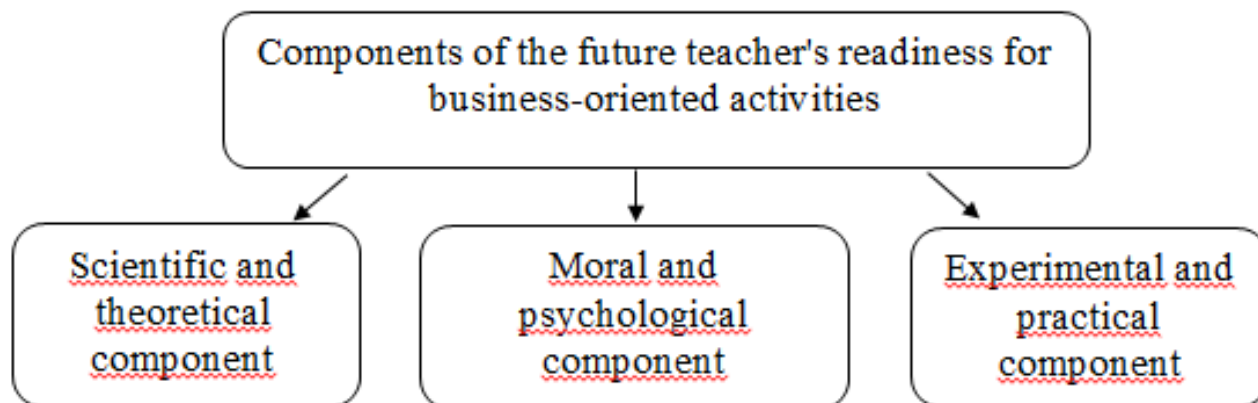 Components of the future teacher's readiness for
business-oriented activities
Scientific and
theoretical
component
Moral and
psychological
component
Experimental and
practical
component